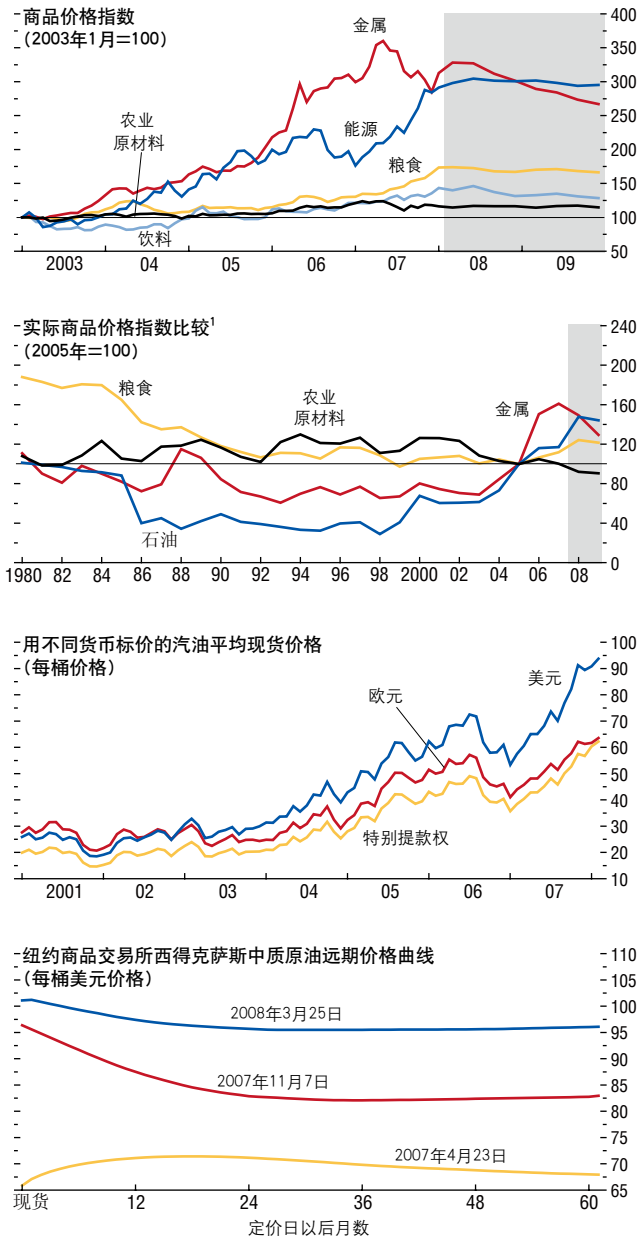 商品价格指数
(2003年1月=100)
400
350
300
250
200
150
100
50
金属
农业
原材料
能源
粮食
饮料
2003
04
05
06
07
08
09
实际商品价格指数比较1
(2005年=100)
240
200
160
120
80
40
0
粮食
农业
原材料
金属
石油
1980
82
84
86
88
90
92
94
96
98
2000
02
04
06
08
用不同货币标价的汽油平均现货价格
(每桶价格)
100
90
80
70
60
50
40
30
20
10
美元
欧元
特别提款权
2001
02
03
04
05
06
07
纽约商品交易所西得克萨斯中质原油远期价格曲线
(每桶美元价格)
110
105
100
95
90
85
80
75
70
65
2008年3月25日
2007年11月7日
2007年4月23日
现货
12
24
36
48
60
定价日以后月数